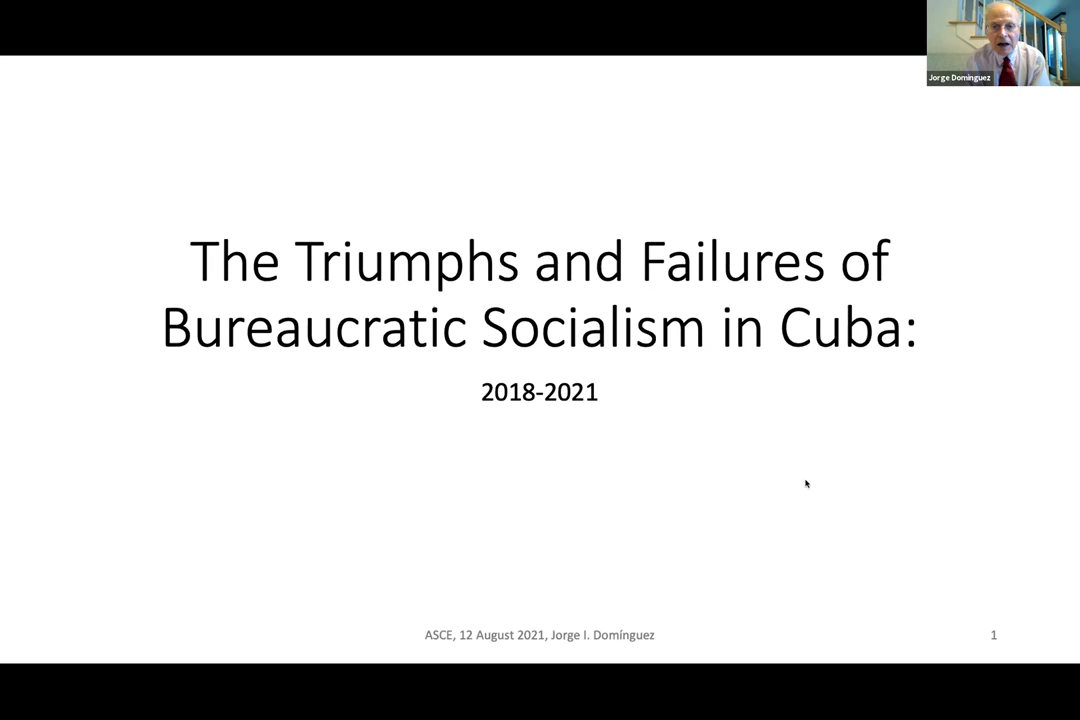 Jorge Dominguez
The Triumphs and Failures of
Bureaucratic Socialism in Cuba:
2018-2021
ASCE, 12 August 2021, Jorge I. Domínguez
1